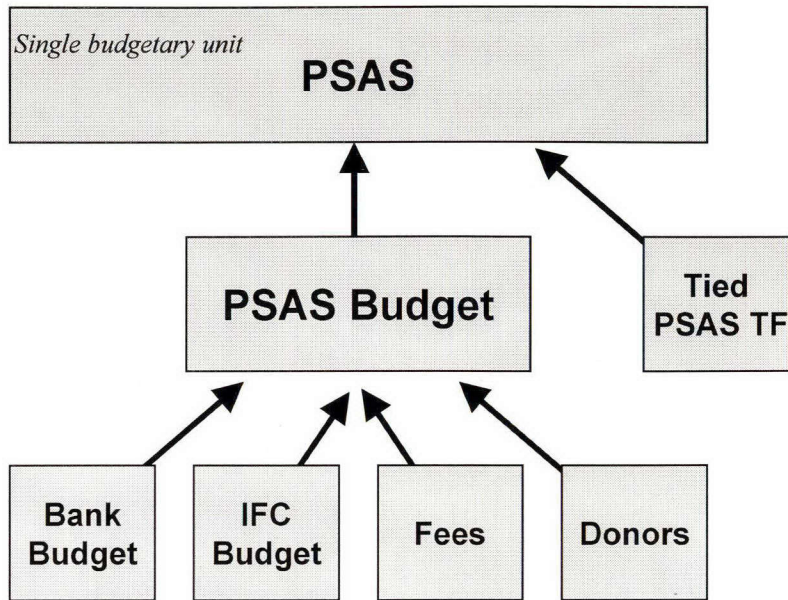 Single budgetary unit
PSAS
PSAS Budget
Tied
PSAS TF
Bank
Budget
IFC
Budget
Fees
Donors